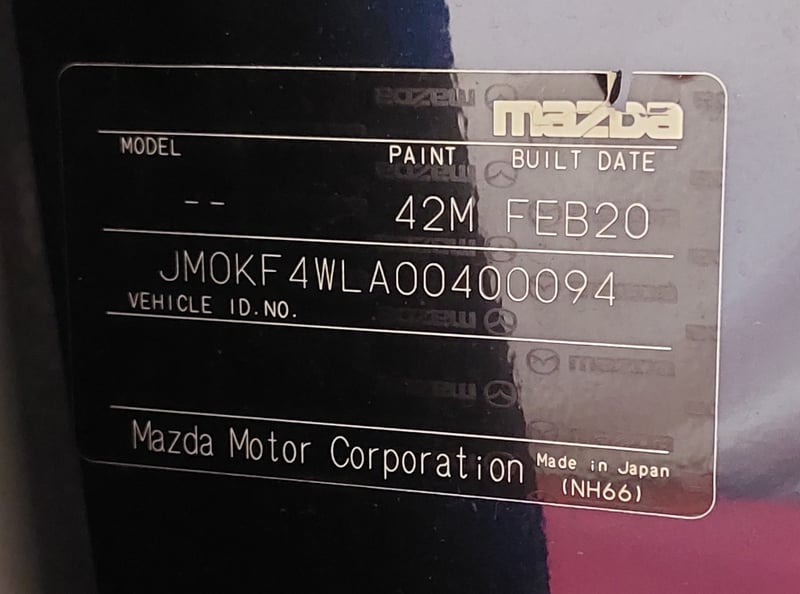 mazda
MODEL PAINT BUILT DATE
-- 42M FEB20
JM0KF4WLA00400094
VEHICLE ID.NO.
Mazda Motor Corporation Made in Japan
(NH66)